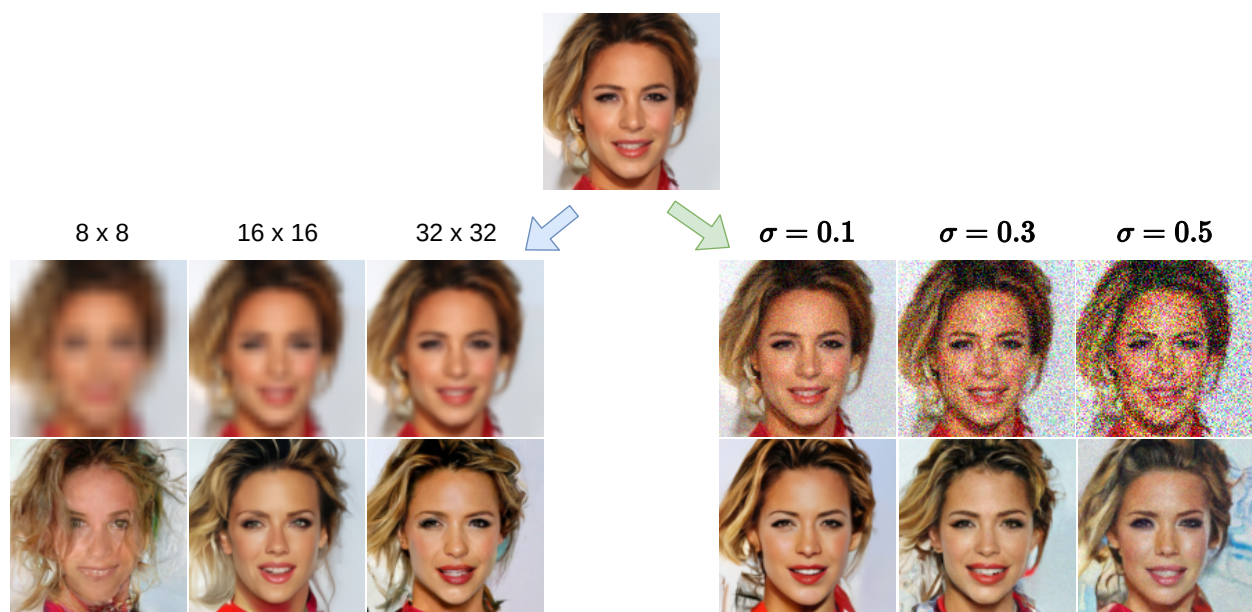 8 x 8
16 x 16
32 x 32
σ = 0.1
σ = 0.3
σ = 0.5